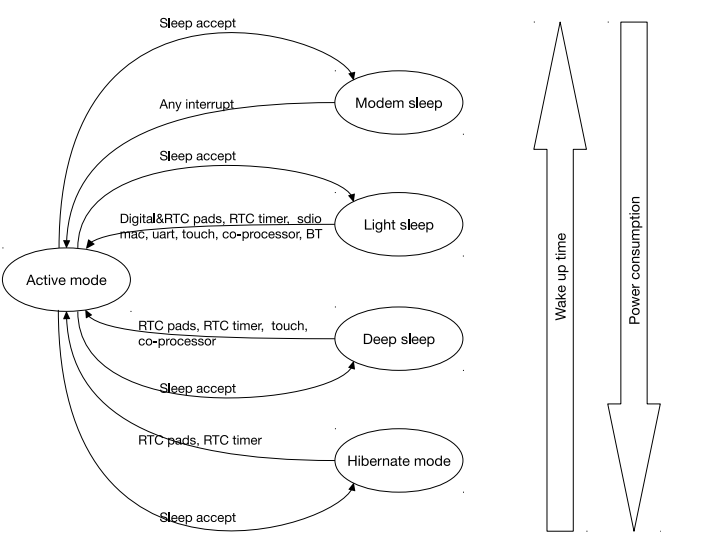 Sleep accept
Modem sleep
Any interrupt
Sleep accept
Digital&RTC pads, RTC timer, sdio
mac, uart, touch, co-processor, BT
Light sleep
Active mode
RTC pads, RTC timer, touch,
co-processor
Deep sleep
Sleep accept
RTC pads, RTC timer
Hibernate mode
Sleep accept
Wake up time
Power consumption